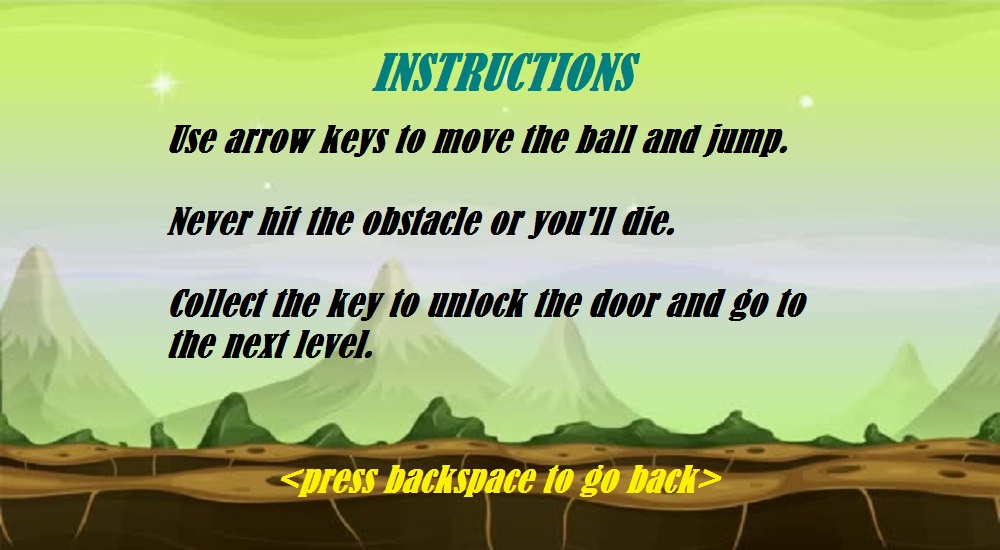 INSTRUCTIONS
Use arrow keys to move the ball and jump.
Never hit the obstacle or you'll die.
Collect the key to unlock the door and go to
the next level.
<press backspace to go back>